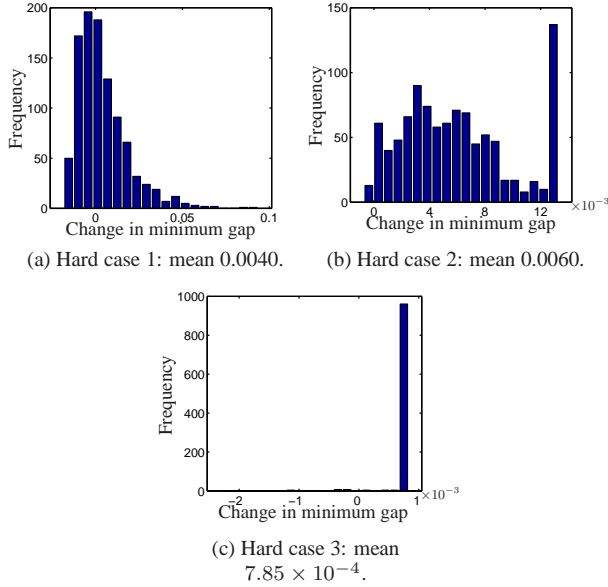 200
150
100
50
0
Frequency
0
0.05
0.1
Change in minimum gap
(a) Hard case 1: mean 0.0040.
150
100
50
0
Frequency
0
4
8
12
×10⁻³
Change in minimum gap
(b) Hard case 2: mean 0.0060.
1000
800
600
400
200
0
Frequency
-2
-1
0
1
×10⁻³
Change in minimum gap
(c) Hard case 3: mean
7.85 × 10⁻⁴.